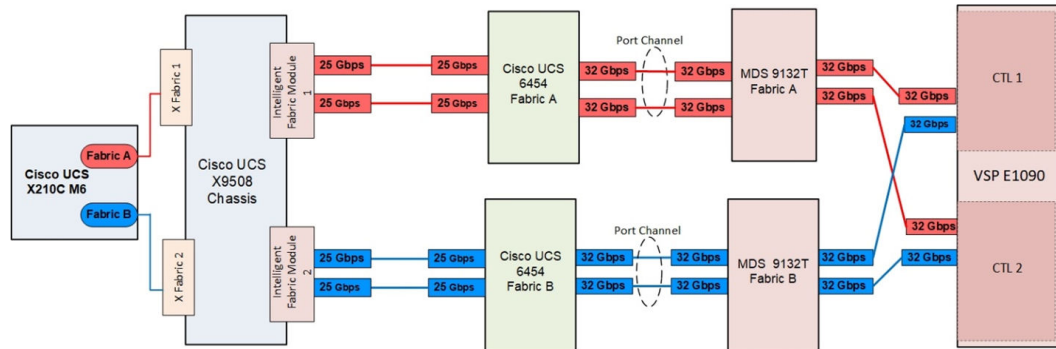 Cisco UCS
X210C M6
Fabric A
Fabric B
X Fabric 1
X Fabric 2
Cisco UCS
X9508
Chassis
Intelligent
Fabric Module
1
Intelligent
Fabric Module
2
25 Gbps
25 Gbps
25 Gbps
25 Gbps
25 Gbps
25 Gbps
25 Gbps
25 Gbps
Cisco UCS
6454
Fabric A
Cisco UCS
6454
Fabric B
Port Channel
32 Gbps
32 Gbps
32 Gbps
32 Gbps
Port Channel
32 Gbps
32 Gbps
32 Gbps
32 Gbps
MDS 9132T
Fabric A
MDS 9132T
Fabric B
32 Gbps
32 Gbps
32 Gbps
32 Gbps
32 Gbps
32 Gbps
32 Gbps
32 Gbps
CTL 1
VSP E1090
CTL 2